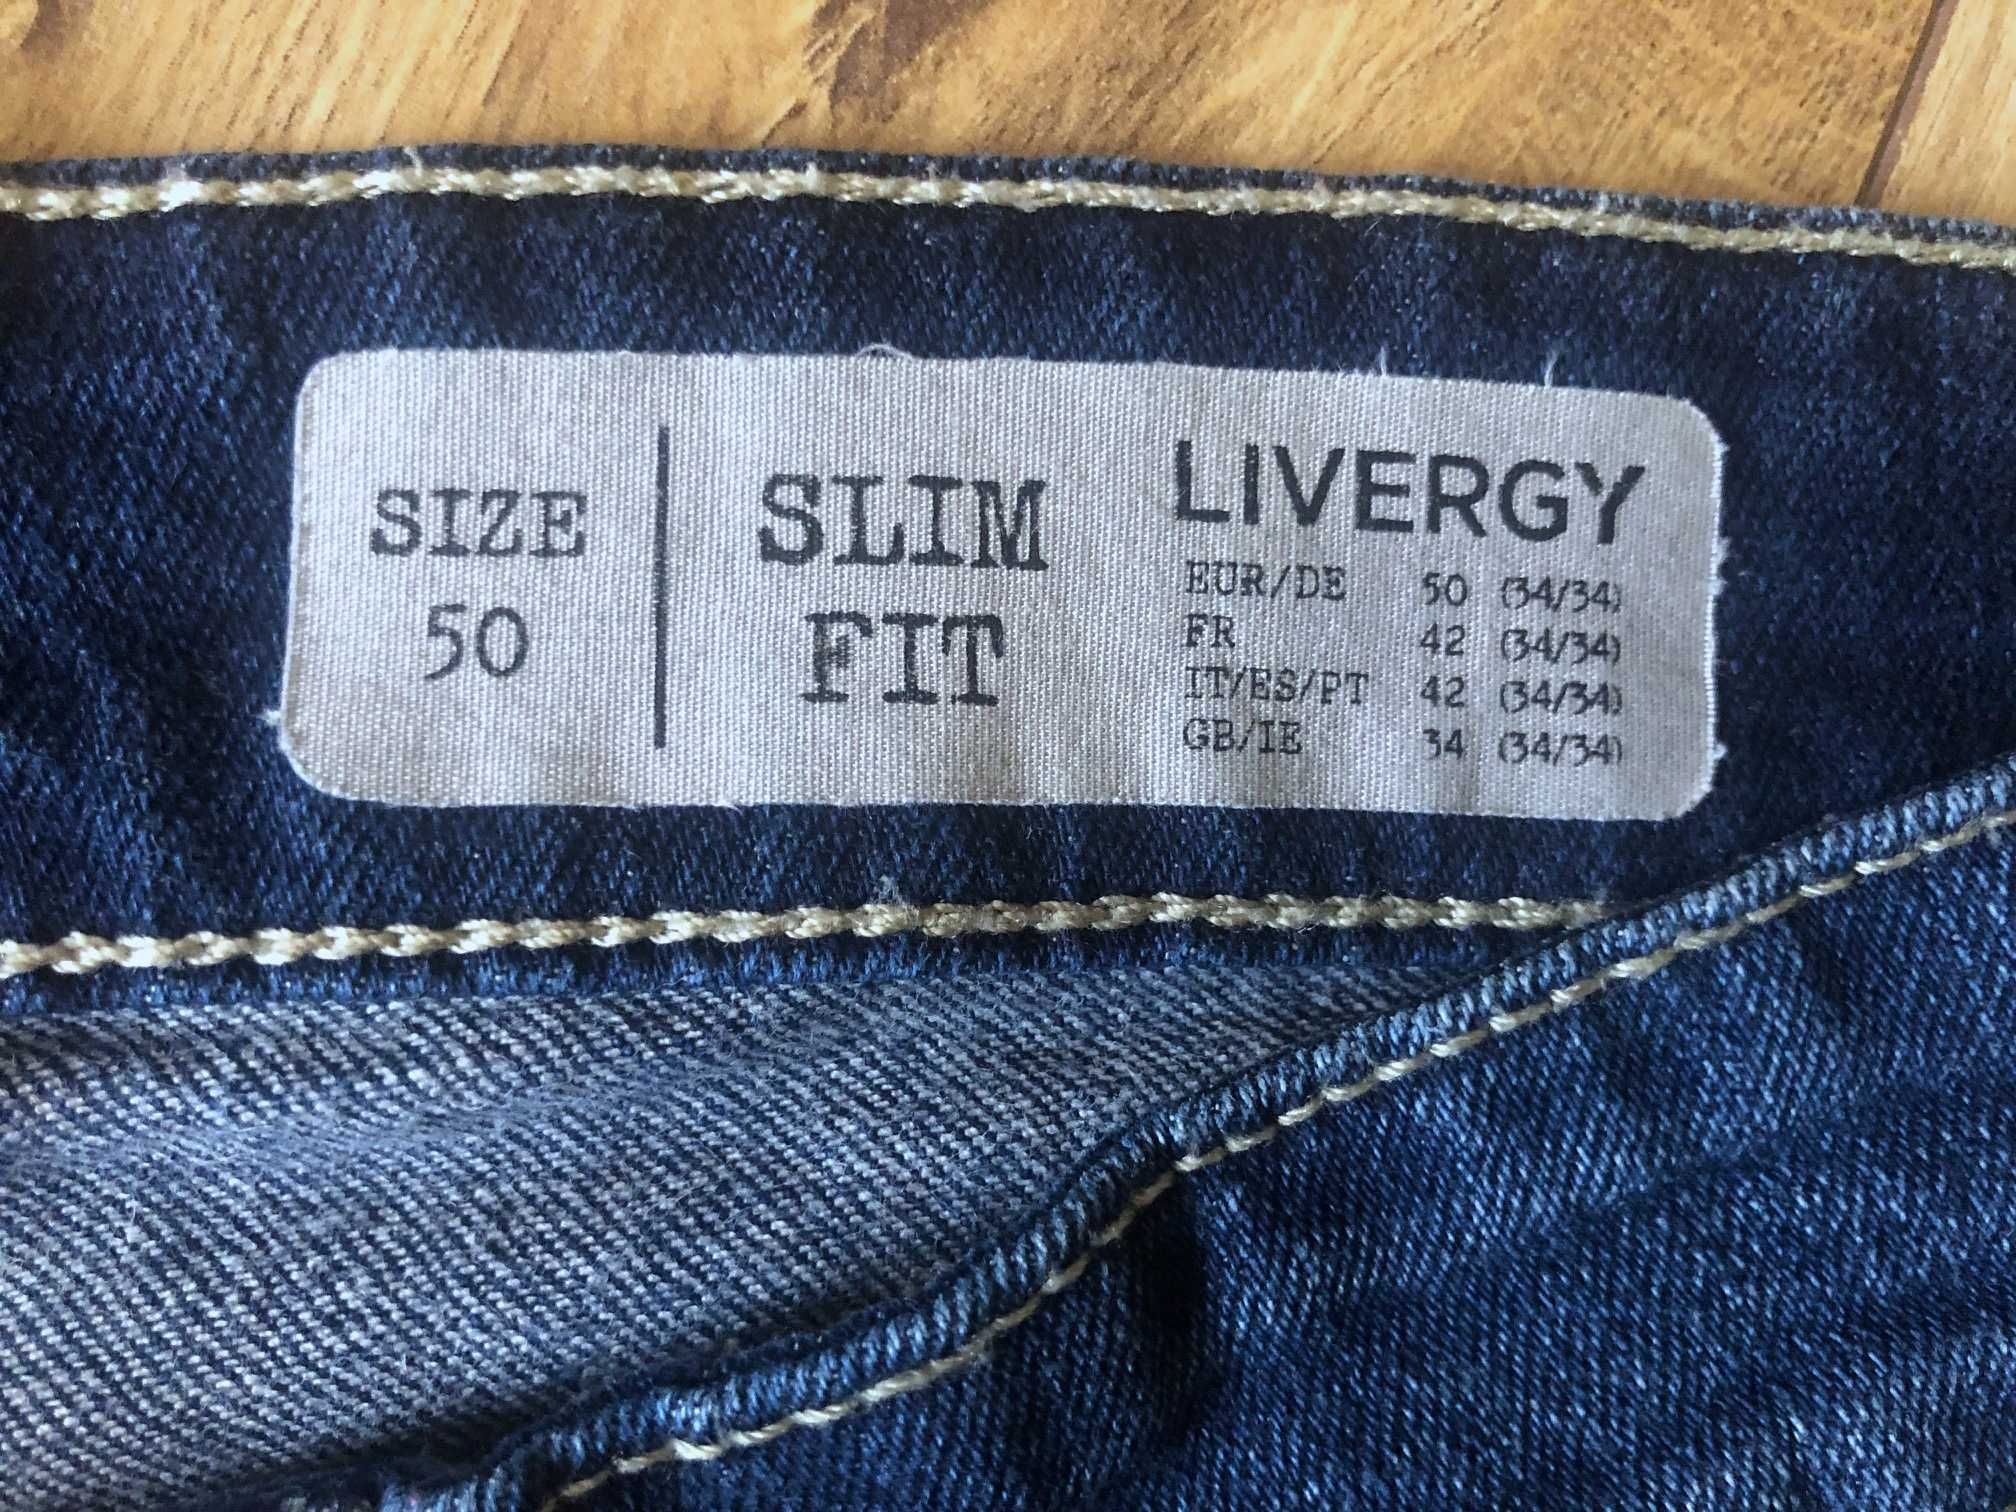 SIZE
50
SLIM
FIT
LIVERGY
EUR/DE 50 (34/34)
FR 42 (34/34)
IT/ES/PT 42 (34/34)
GB/IE 34 (34/34)